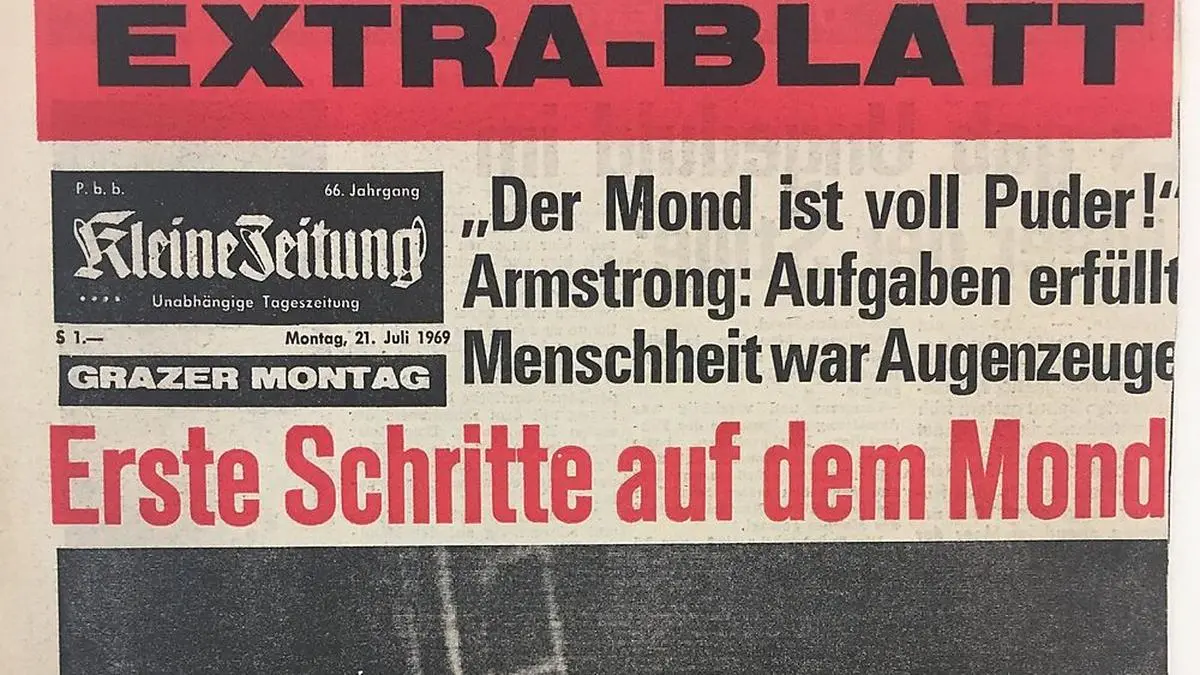 EXTRA-BLATT
P. b. b. 66. Jahrgang
Kleine Zeitung
Unabhängige Tageszeitung
S 1.— Montag, 21. Juli 1969
GRAZER MONTAG
„Der Mond ist voll Puder!“
Armstrong: Aufgaben erfüllt
Menschheit war Augenzeuge
Erste Schritte auf dem Mond